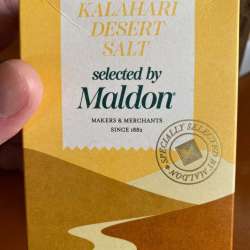 KALAHARI
DESERT
SALT
selected by
Maldon®
MAKERS & MERCHANTS
SINCE 1882
SPECIALLY SELECTED
BY MALDON